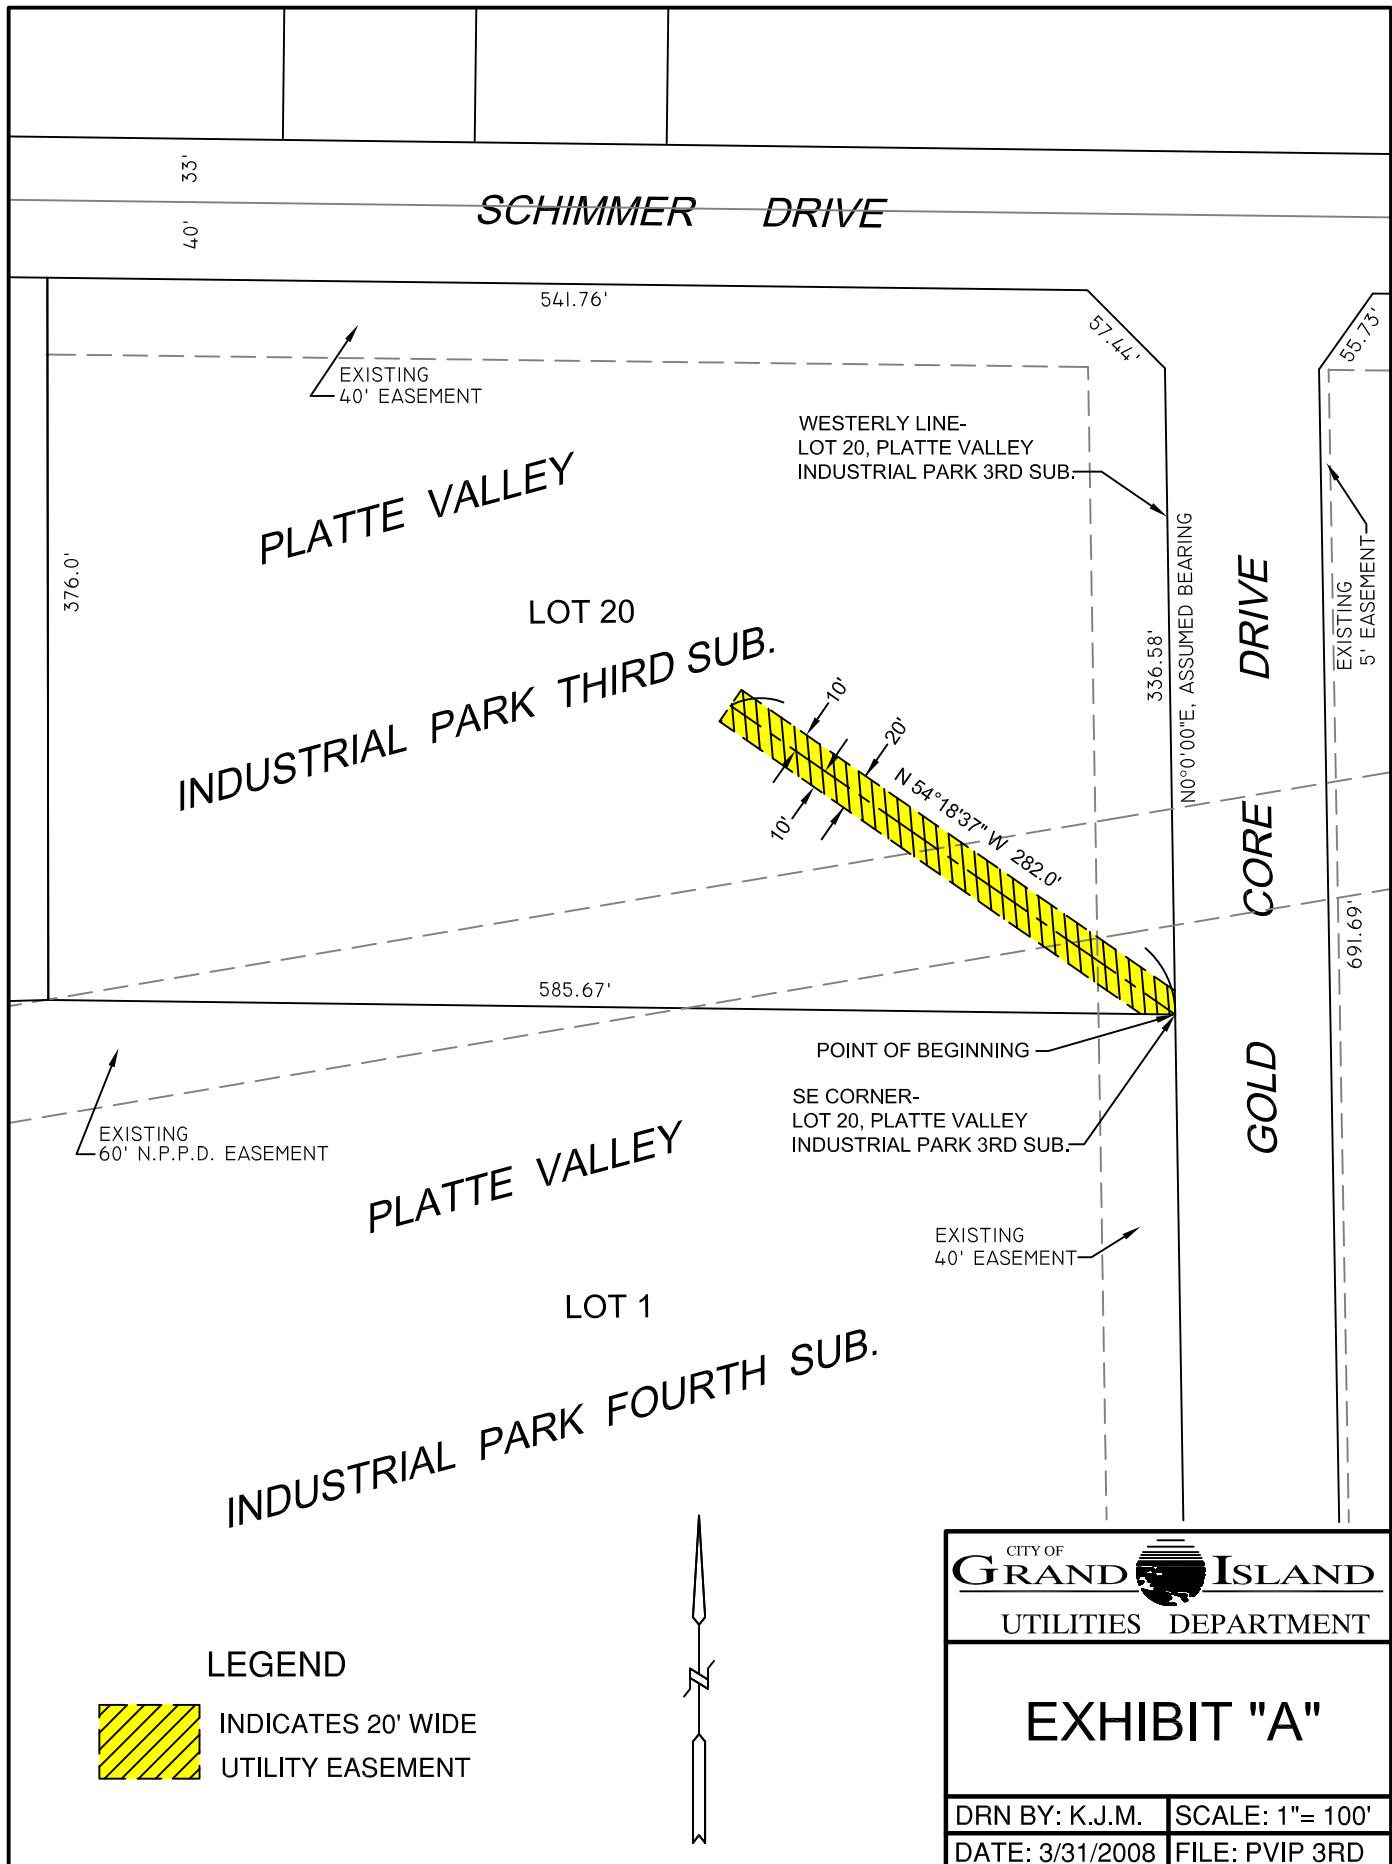 33'
40'
SCHIMMER DRIVE
541.76'
57.44'
55.73'
EXISTING
40' EASEMENT
WESTERLY LINE-
LOT 20, PLATTE VALLEY
INDUSTRIAL PARK 3RD SUB.
PLATTE VALLEY
376.0'
LOT 20
INDUSTRIAL PARK THIRD SUB.
336.58'
N0°0'00"E, ASSUMED BEARING
EXISTING
5' EASEMENT
10'
20'
10'
N 54°18'37" W 282.0'
GOLD CORE DRIVE
691.69'
585.67'
POINT OF BEGINNING
SE CORNER-
LOT 20, PLATTE VALLEY
INDUSTRIAL PARK 3RD SUB.
EXISTING
60' N.P.P.D. EASEMENT
PLATTE VALLEY
EXISTING
40' EASEMENT
LOT 1
INDUSTRIAL PARK FOURTH SUB.
LEGEND
INDICATES 20' WIDE
UTILITY EASEMENT
CITY OF
GRAND ISLAND
UTILITIES DEPARTMENT
EXHIBIT "A"
DRN BY: K.J.M.
SCALE: 1"= 100'
DATE: 3/31/2008
FILE: PVIP 3RD